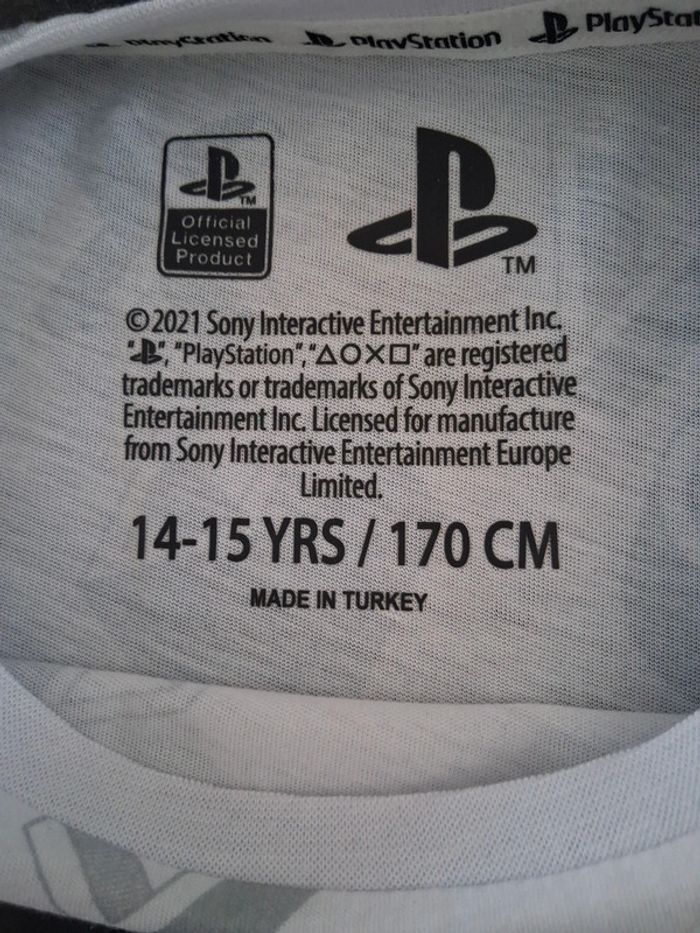 PlayStation PlayStation PlaySta
TM
Official
Licensed
Product
TM
©2021 Sony Interactive Entertainment Inc.
" ", "PlayStation", "△○✕□" are registered
trademarks or trademarks of Sony Interactive
Entertainment Inc. Licensed for manufacture
from Sony Interactive Entertainment Europe
Limited.
14-15 YRS / 170 CM
MADE IN TURKEY